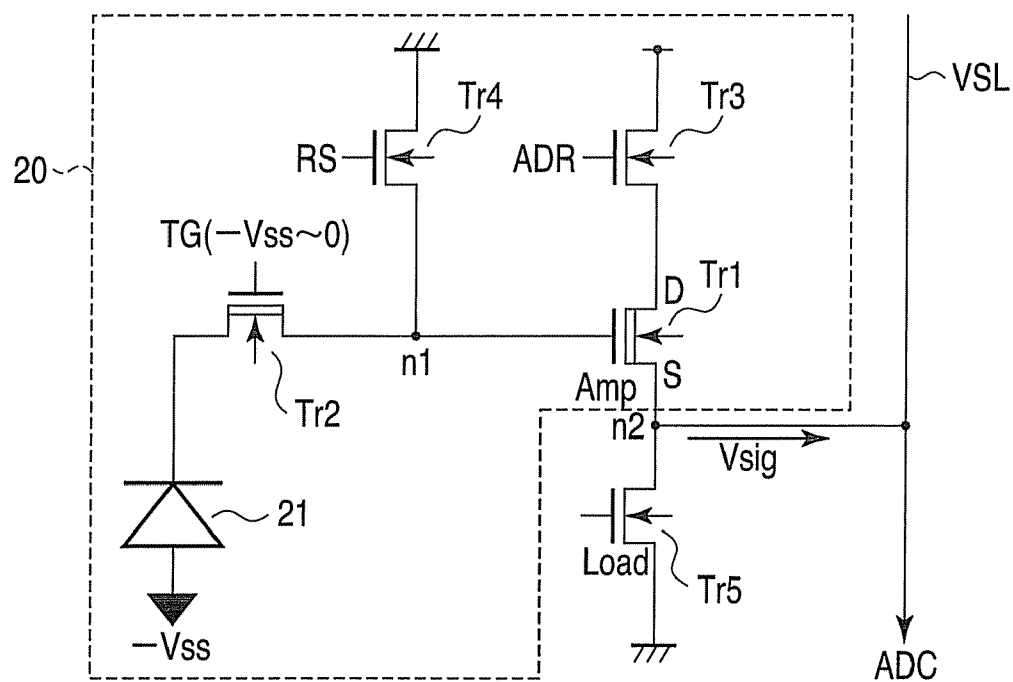 VSL
Tr4
Tr3
RS
ADR
20
TG(−Vss~0)
D
Tr1
n1
S
Amp
Tr2
n2
Vsig
21
Load
Tr5
−Vss
ADC